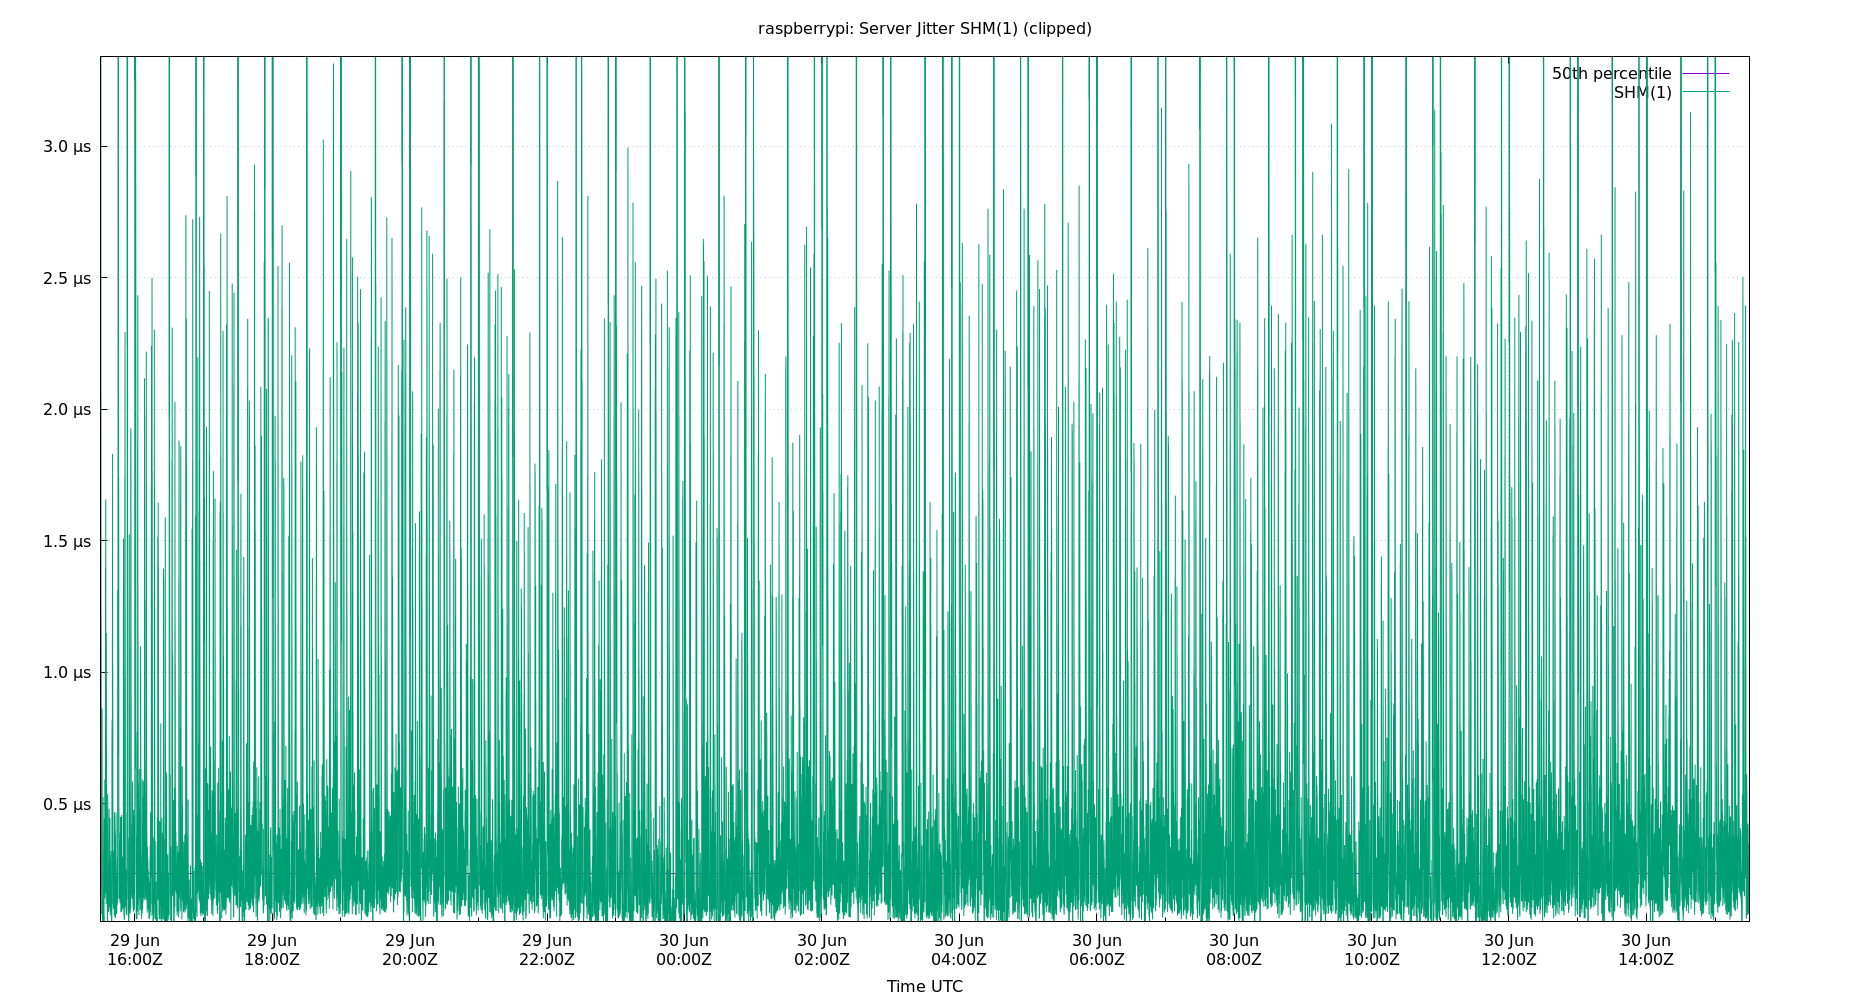 raspberrypi: Server Jitter SHM(1) (clipped)
50th percentile
SHM(1)
3.0 µs
2.5 µs
2.0 µs
1.5 µs
1.0 µs
0.5 µs
29 Jun 29 Jun 29 Jun 29 Jun 30 Jun 30 Jun 30 Jun 30 Jun 30 Jun 30 Jun 30 Jun 30 Jun
16:00Z 18:00Z 20:00Z 22:00Z 00:00Z 02:00Z 04:00Z 06:00Z 08:00Z 10:00Z 12:00Z 14:00Z
Time UTC